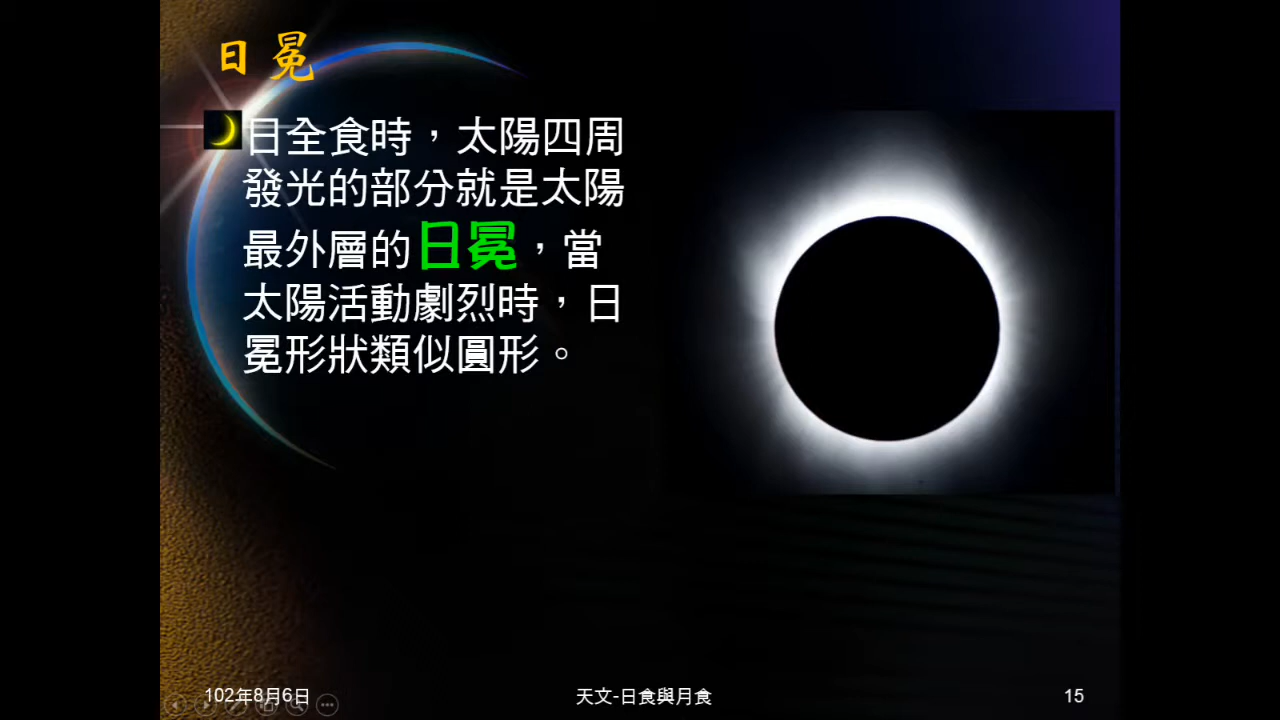 日 冕
日全食時，太陽四周
發光的部分就是太陽
最外層的日冕，當
太陽活動劇烈時，日
冕形狀類似圓形。
102年8月6日
天文-日食與月食
15